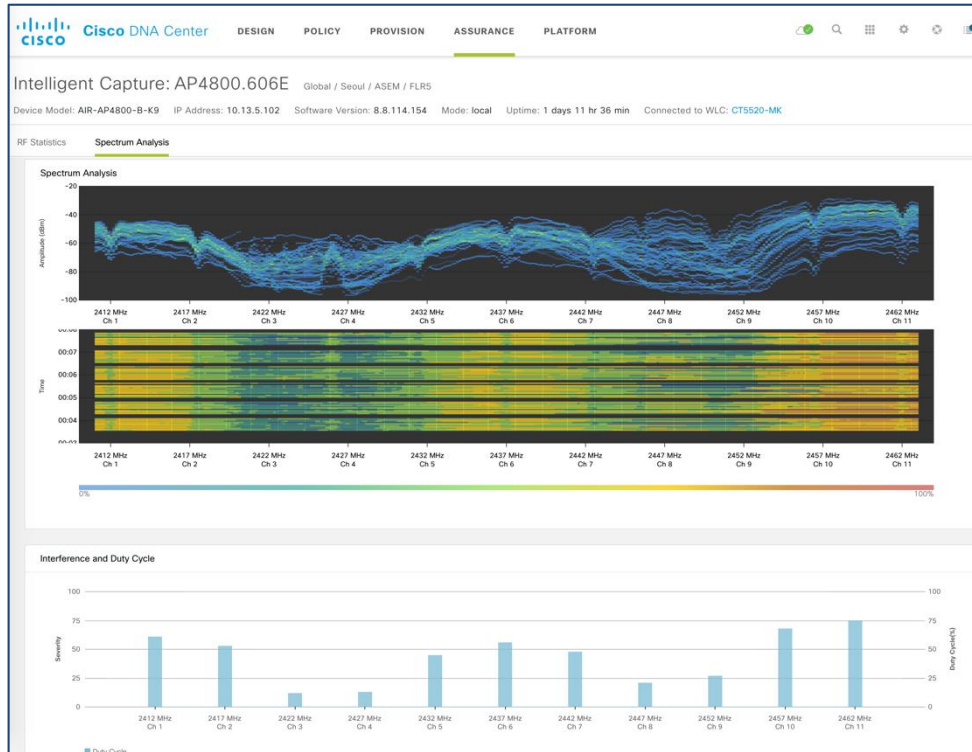 CISCO Cisco DNA Center DESIGN POLICY PROVISION ASSURANCE PLATFORM
Intelligent Capture: AP4800.606E Global / Seoul / ASEM / FLR5
Device Model: AIR-AP4800-B-K9 IP Address: 10.13.5.102 Software Version: 8.8.114.154 Mode: local Uptime: 1 days 11 hr 36 min Connected to WLC: CT5520-MK
RF Statistics Spectrum Analysis
Spectrum Analysis
Amplitude (dBm)
-20
-40
-60
-80
-100
2412 MHz 2417 MHz 2422 MHz 2427 MHz 2432 MHz 2437 MHz 2442 MHz 2447 MHz 2452 MHz 2457 MHz 2462 MHz
Ch 1 Ch 2 Ch 3 Ch 4 Ch 5 Ch 6 Ch 7 Ch 8 Ch 9 Ch 10 Ch 11
Time
00:07
00:06
00:05
00:04
2412 MHz 2417 MHz 2422 MHz 2427 MHz 2432 MHz 2437 MHz 2442 MHz 2447 MHz 2452 MHz 2457 MHz 2462 MHz
Ch 1 Ch 2 Ch 3 Ch 4 Ch 5 Ch 6 Ch 7 Ch 8 Ch 9 Ch 10 Ch 11
0% 100%
Interference and Duty Cycle
Severity
Duty Cycle(%)
100 100
75 75
50 50
25 25
0 0
2412 MHz 2417 MHz 2422 MHz 2427 MHz 2432 MHz 2437 MHz 2442 MHz 2447 MHz 2452 MHz 2457 MHz 2462 MHz
Ch 1 Ch 2 Ch 3 Ch 4 Ch 5 Ch 6 Ch 7 Ch 8 Ch 9 Ch 10 Ch 11
Duty Cycle